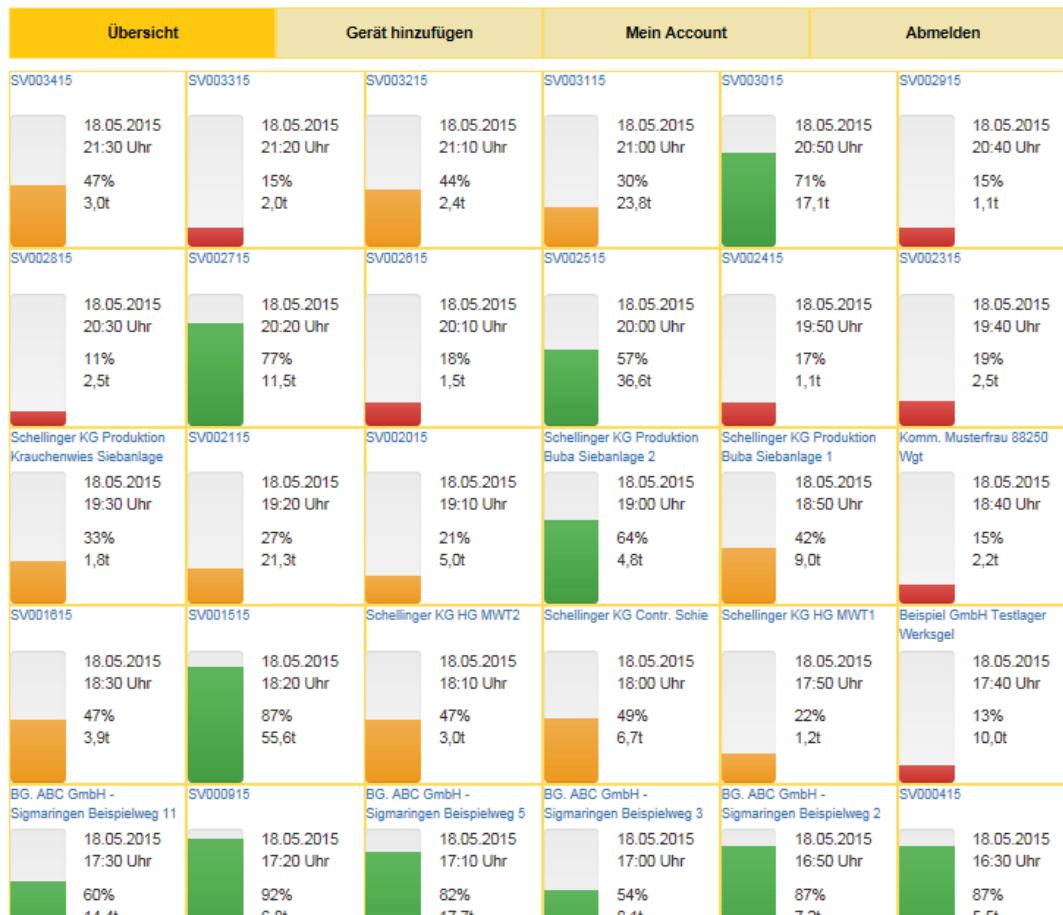 Übersicht
Gerät hinzufügen
Mein Account
Abmelden
SV003415
18.05.2015
21:30 Uhr
47%
3,0t
SV003315
18.05.2015
21:20 Uhr
15%
2,0t
SV003215
18.05.2015
21:10 Uhr
44%
2,4t
SV003115
18.05.2015
21:00 Uhr
30%
23,8t
SV003015
18.05.2015
20:50 Uhr
71%
17,1t
SV002915
18.05.2015
20:40 Uhr
15%
1,1t
SV002815
18.05.2015
20:30 Uhr
11%
2,5t
SV002715
18.05.2015
20:20 Uhr
77%
11,5t
SV002615
18.05.2015
20:10 Uhr
18%
1,5t
SV002515
18.05.2015
20:00 Uhr
57%
36,6t
SV002415
18.05.2015
19:50 Uhr
17%
1,1t
SV002315
18.05.2015
19:40 Uhr
19%
2,5t
Schellinger KG Produktion
Krauchenwies Siebanlage
18.05.2015
19:30 Uhr
33%
1,8t
SV002115
18.05.2015
19:20 Uhr
27%
21,3t
SV002015
18.05.2015
19:10 Uhr
21%
5,0t
Schellinger KG Produktion
Buba Siebanlage 2
18.05.2015
19:00 Uhr
64%
4,8t
Schellinger KG Produktion
Buba Siebanlage 1
18.05.2015
18:50 Uhr
42%
9,0t
Komm. Musterfrau 88250
Wgt
18.05.2015
18:40 Uhr
15%
2,2t
SV001615
18.05.2015
18:30 Uhr
47%
3,9t
SV001515
18.05.2015
18:20 Uhr
87%
55,6t
Schellinger KG HG MWT2
18.05.2015
18:10 Uhr
47%
3,0t
Schellinger KG Contr. Schie
18.05.2015
18:00 Uhr
49%
6,7t
Schellinger KG HG MWT1
18.05.2015
17:50 Uhr
22%
1,2t
Beispiel GmbH Testlager
Werksgel
18.05.2015
17:40 Uhr
13%
10,0t
BG. ABC GmbH -
Sigmaringen Beispielweg 11
18.05.2015
17:30 Uhr
60%
SV000915
18.05.2015
17:20 Uhr
92%
BG. ABC GmbH -
Sigmaringen Beispielweg 5
18.05.2015
17:10 Uhr
82%
BG. ABC GmbH -
Sigmaringen Beispielweg 3
18.05.2015
17:00 Uhr
54%
BG. ABC GmbH -
Sigmaringen Beispielweg 2
18.05.2015
16:50 Uhr
87%
SV000415
18.05.2015
16:30 Uhr
87%